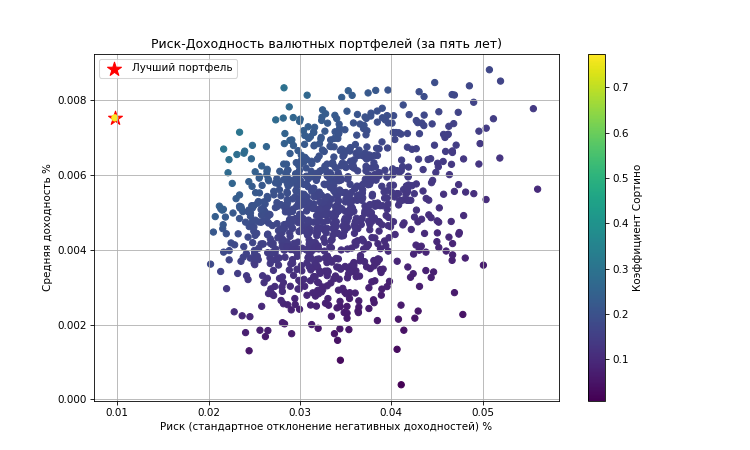 Риск-Доходность валютных портфелей (за пять лет)
Лучший портфель
Средняя доходность %
0.008
0.006
0.004
0.002
0.000
0.01 0.02 0.03 0.04 0.05
Риск (стандартное отклонение негативных доходностей) %
0.7
0.6
0.5
0.4
0.3
0.2
0.1
Коэффициент Сортино